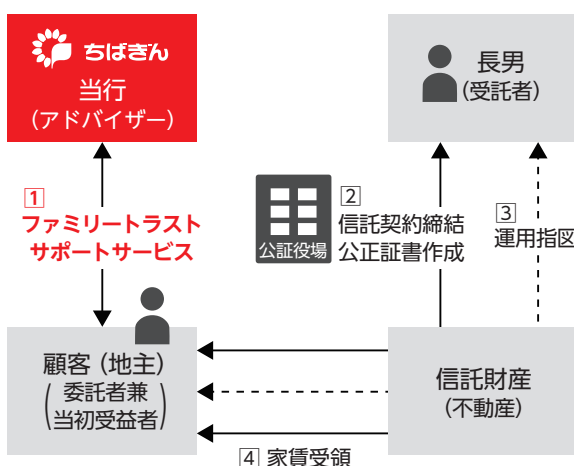 ちばぎん
当行
(アドバイザー)
長男
(受託者)
1
ファミリートラスト
サポートサービス
公証役場
2
信託契約締結
公正証書作成
3
運用指図
顧客(地主)
(委託者兼
当初受益者)
信託財産
(不動産)
4 家賃受領